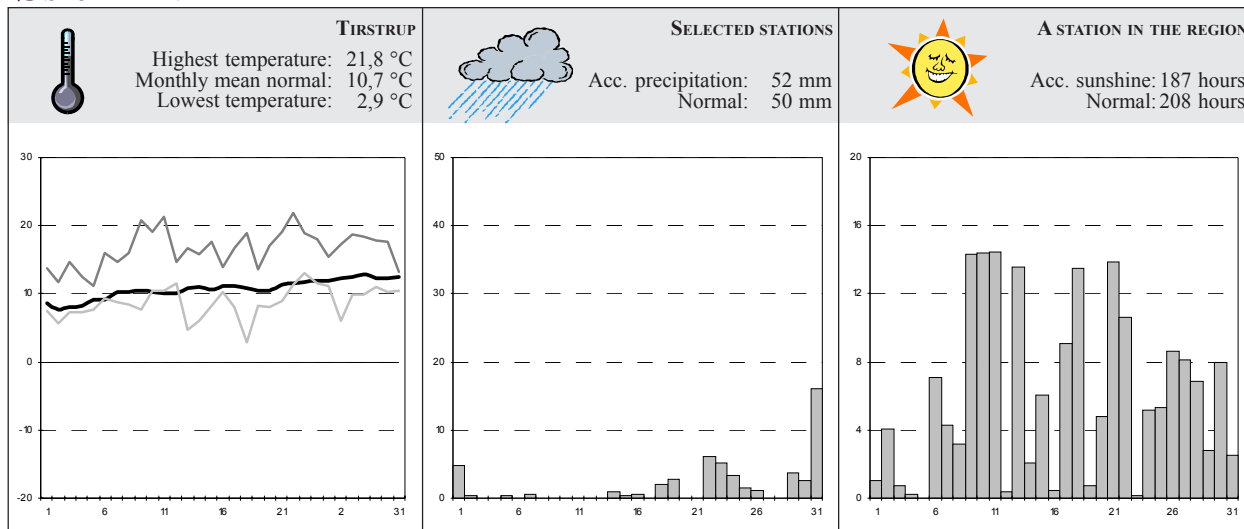 TIRSTRUP
Highest temperature: 21,8 °C
Monthly mean normal: 10,7 °C
Lowest temperature: 2,9 °C
SELECTED STATIONS
Acc. precipitation: 52 mm
Normal: 50 mm
A STATION IN THE REGION
Acc. sunshine: 187 hours
Normal: 208 hours
30
20
10
0
-10
-20
1 6 11 16 21 2 31
50
40
30
20
10
0
1 6 11 16 21 26 31
20
16
12
8
4
0
1 6 11 16 21 26 31